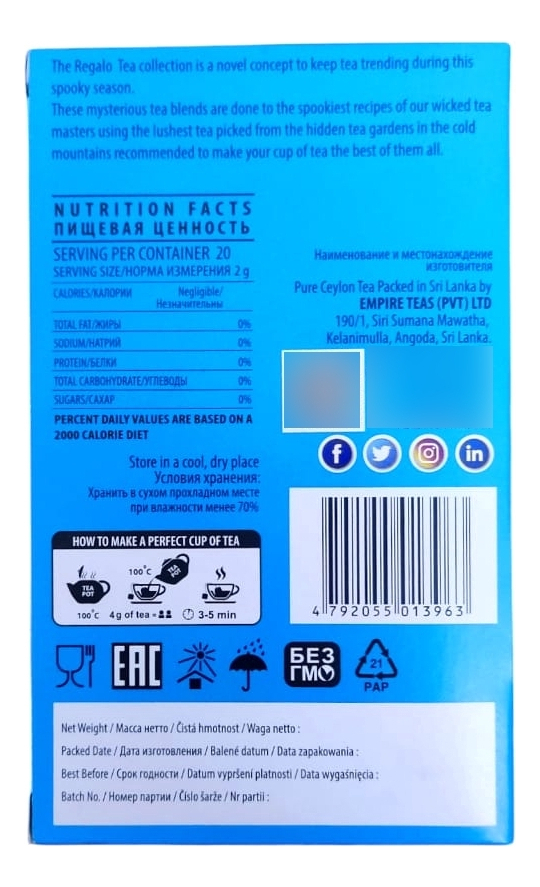 The Regalo Tea collection is a novel concept to keep tea trending during this
spooky season.
These mysterious tea blends are done to the spookiest recipes of our wicked tea
masters using the lushest tea picked from the hidden tea gardens in the cold
mountains recommended to make your cup of tea the best of them all.
NUTRITION FACTS
ПИЩЕВАЯ ЦЕННОСТЬ
SERVING PER CONTAINER 20
SERVING SIZE/НОРМА ИЗМЕРЕНИЯ 2 g
CALORIES/КАЛОРИИ Negligible/
Незначительны
TOTAL FAT/ЖИРЫ 0%
SODIUM/НАТРИЙ 0%
PROTEIN/БЕЛКИ 0%
TOTAL CARBOHYDRATE/УГЛЕВОДЫ 0%
SUGARS/САХАР 0%
PERCENT DAILY VALUES ARE BASED ON A
2000 CALORIE DIET
Наименование и местонахождение
изготовителя
Pure Ceylon Tea Packed in Sri Lanka by
EMPIRE TEAS (PVT) LTD
190/1, Siri Sumana Mawatha,
Kelanimulla, Angoda, Sri Lanka.
Store in a cool, dry place
Условия хранения:
Хранить в сухом прохладном месте
при влажности менее 70%
HOW TO MAKE A PERFECT CUP OF TEA
TEA
POT
100°C
TEA
POT
100°C 4g of tea = 3-5 min
4 792055 013963
EAC
БЕЗ
ГМО
21
PAP
Net Weight / Масса нетто / Čistá hmotnost / Waga netto :
Packed Date / Дата изготовления / Balené datum / Data zapakowania :
Best Before / Срок годности / Datum vypršení platnosti / Data wygaśnięcia :
Batch No. / Номер партии / Číslo šarže / Nr partii :